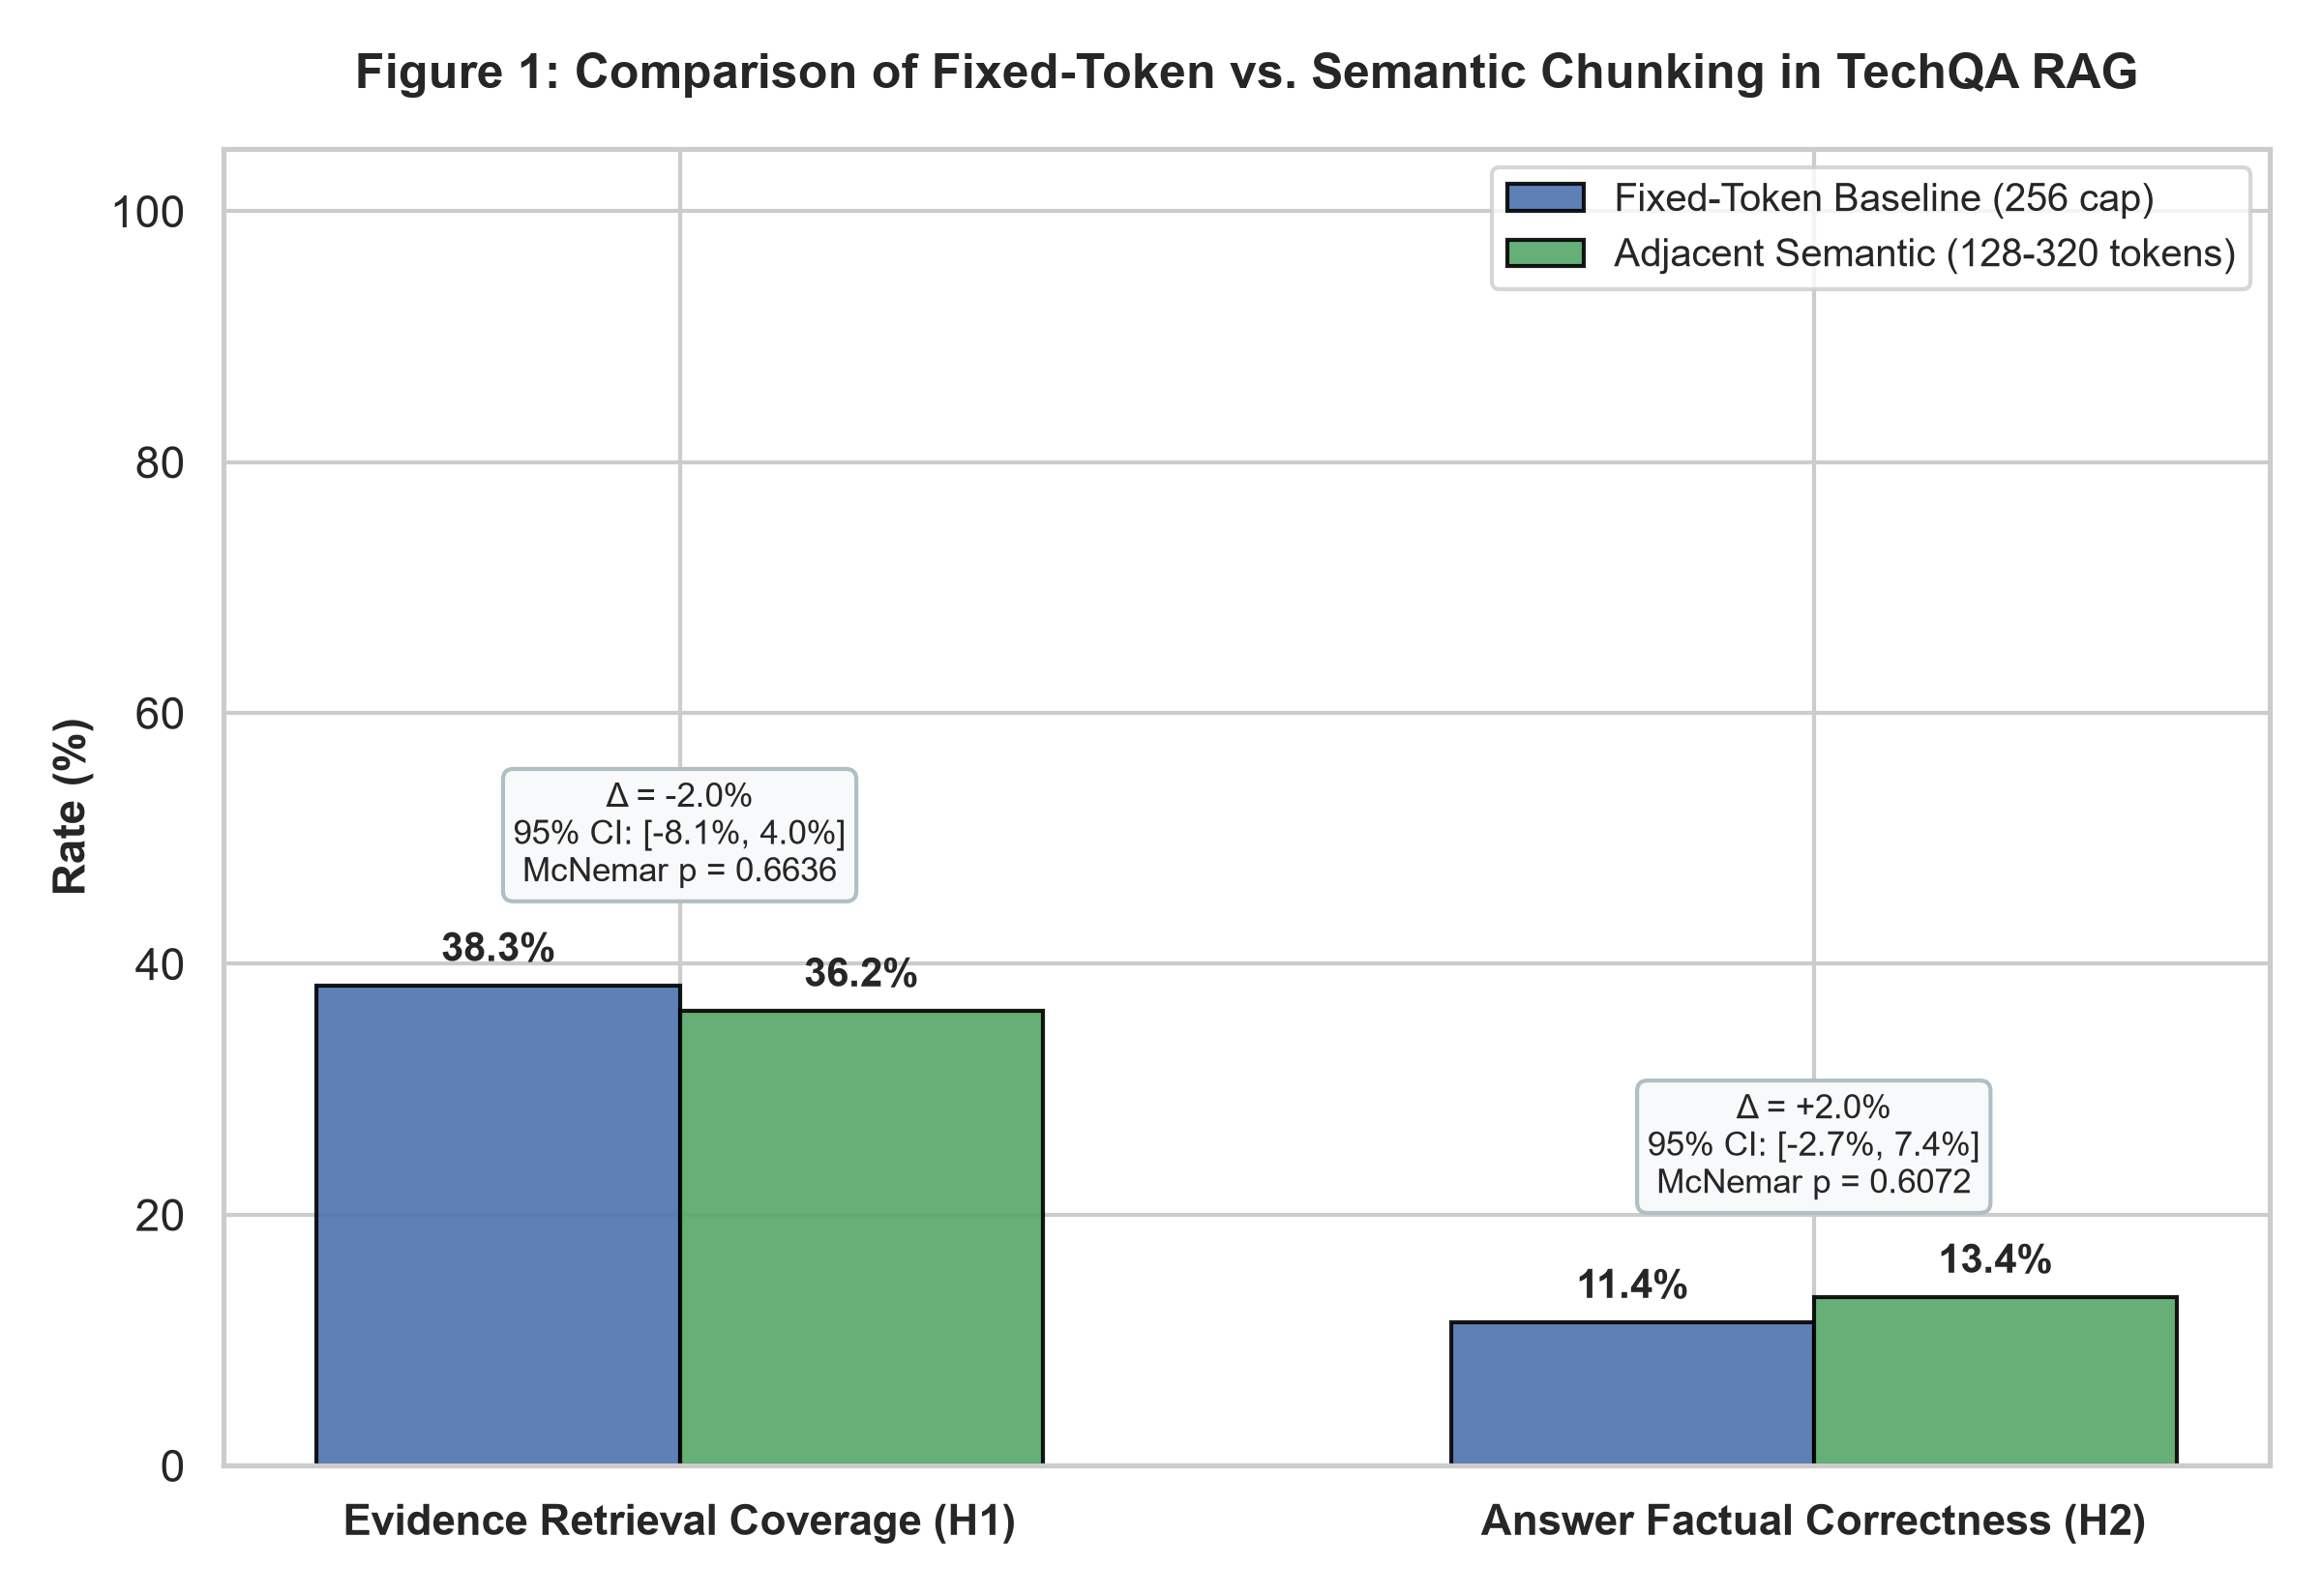 Figure 1: Comparison of Fixed-Token vs. Semantic Chunking in TechQA RAG
Fixed-Token Baseline (256 cap)
Adjacent Semantic (128-320 tokens)
Rate (%)
100
80
60
40
20
0
Δ = -2.0%
95% CI: [-8.1%, 4.0%]
McNemar p = 0.6636
38.3%
36.2%
Δ = +2.0%
95% CI: [-2.7%, 7.4%]
McNemar p = 0.6072
11.4%
13.4%
Evidence Retrieval Coverage (H1)
Answer Factual Correctness (H2)